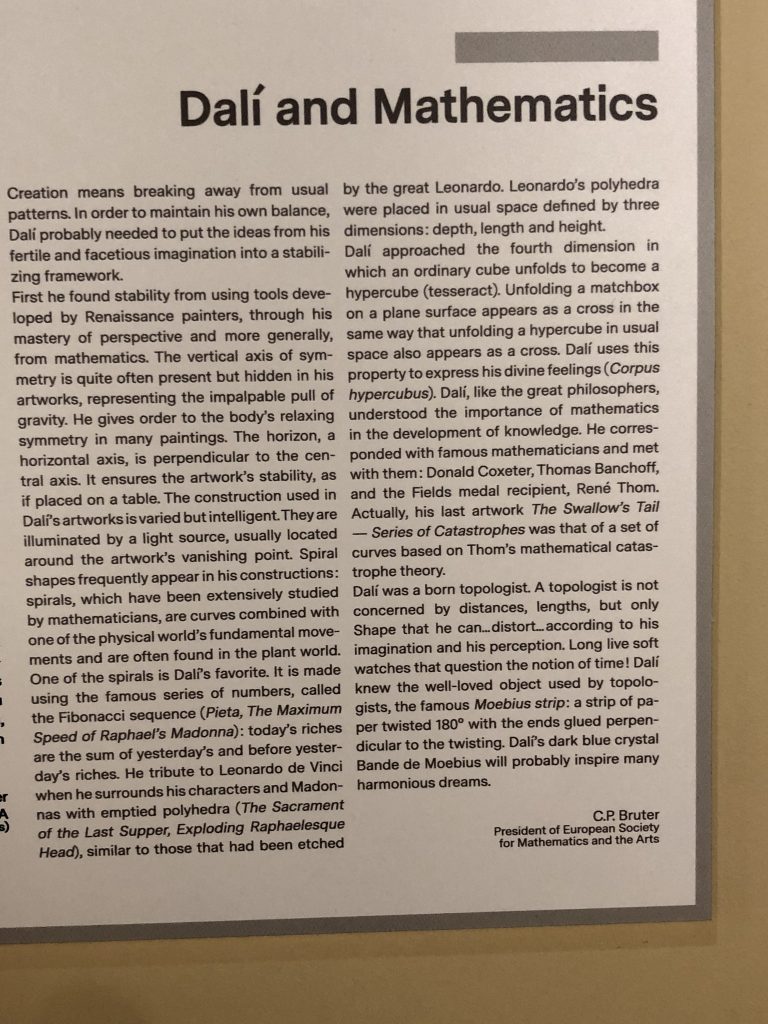 Dalí and Mathematics
Creation means breaking away from usual
patterns. In order to maintain his own balance,
Dalí probably needed to put the ideas from his
fertile and facetious imagination into a stabili-
zing framework.
First he found stability from using tools deve-
loped by Renaissance painters, through his
mastery of perspective and more generally,
from mathematics. The vertical axis of sym-
metry is quite often present but hidden in his
artworks, representing the impalpable pull of
gravity. He gives order to the body's relaxing
symmetry in many paintings. The horizon, a
horizontal axis, is perpendicular to the cen-
tral axis. It ensures the artwork's stability, as
if placed on a table. The construction used in
Dalí's artworks is varied but intelligent. They are
illuminated by a light source, usually located
around the artwork's vanishing point. Spiral
shapes frequently appear in his constructions:
spirals, which have been extensively studied
by mathematicians, are curves combined with
one of the physical world's fundamental move-
ments and are often found in the plant world.
One of the spirals is Dalí's favorite. It is made
using the famous series of numbers, called
the Fibonacci sequence (Pieta, The Maximum
Speed of Raphael's Madonna): today's riches
are the sum of yesterday's and before yester-
day's riches. He tribute to Leonardo de Vinci
when he surrounds his characters and Madon-
nas with emptied polyhedra (The Sacrament
of the Last Supper, Exploding Raphaelesque
Head), similar to those that had been etched
by the great Leonardo. Leonardo's polyhedra
were placed in usual space defined by three
dimensions: depth, length and height.
Dalí approached the fourth dimension in
which an ordinary cube unfolds to become a
hypercube (tesseract). Unfolding a matchbox
on a plane surface appears as a cross in the
same way that unfolding a hypercube in usual
space also appears as a cross. Dalí uses this
property to express his divine feelings (Corpus
hypercubus). Dalí, like the great philosophers,
understood the importance of mathematics
in the development of knowledge. He corres-
ponded with famous mathematicians and met
with them: Donald Coxeter, Thomas Banchoff,
and the Fields medal recipient, René Thom.
Actually, his last artwork The Swallow's Tail
— Series of Catastrophes was that of a set of
curves based on Thom's mathematical catas-
trophe theory.
Dalí was a born topologist. A topologist is not
concerned by distances, lengths, but only
Shape that he can...distort...according to his
imagination and his perception. Long live soft
watches that question the notion of time! Dalí
knew the well-loved object used by topolo-
gists, the famous Moebius strip: a strip of pa-
per twisted 180° with the ends glued perpen-
dicular to the twisting. Dalí's dark blue crystal
Bande de Moebius will probably inspire many
harmonious dreams.
C.P. Bruter
President of European Society
for Mathematics and the Arts